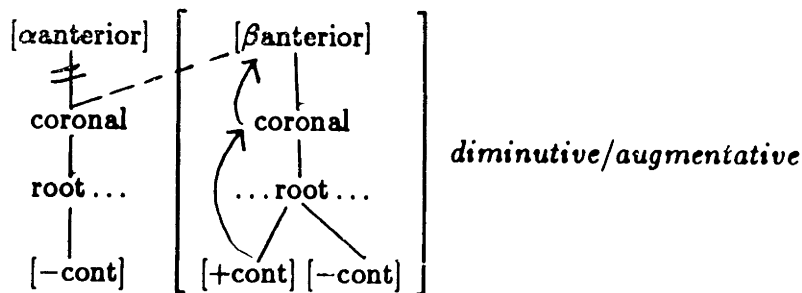 [αanterior] [βanterior]
coronal coronal diminutive/augmentative
root... ...root...
[−cont] [+cont] [−cont]